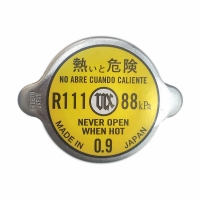 熱いと危険
NO ABRE CUANDO CALIENTE
R111 88kPa
NEVER OPEN
WHEN HOT
MADE IN 0.9 JAPAN